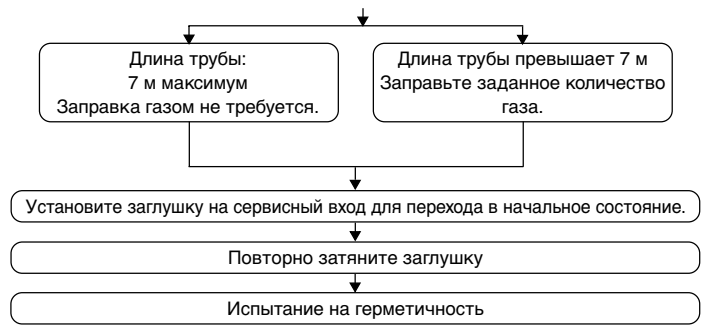 Длина трубы:
7 м максимум
Заправка газом не требуется.
Длина трубы превышает 7 м
Заправьте заданное количество
газа.
Установите заглушку на сервисный вход для перехода в начальное состояние.
Повторно затяните заглушку
Испытание на герметичность